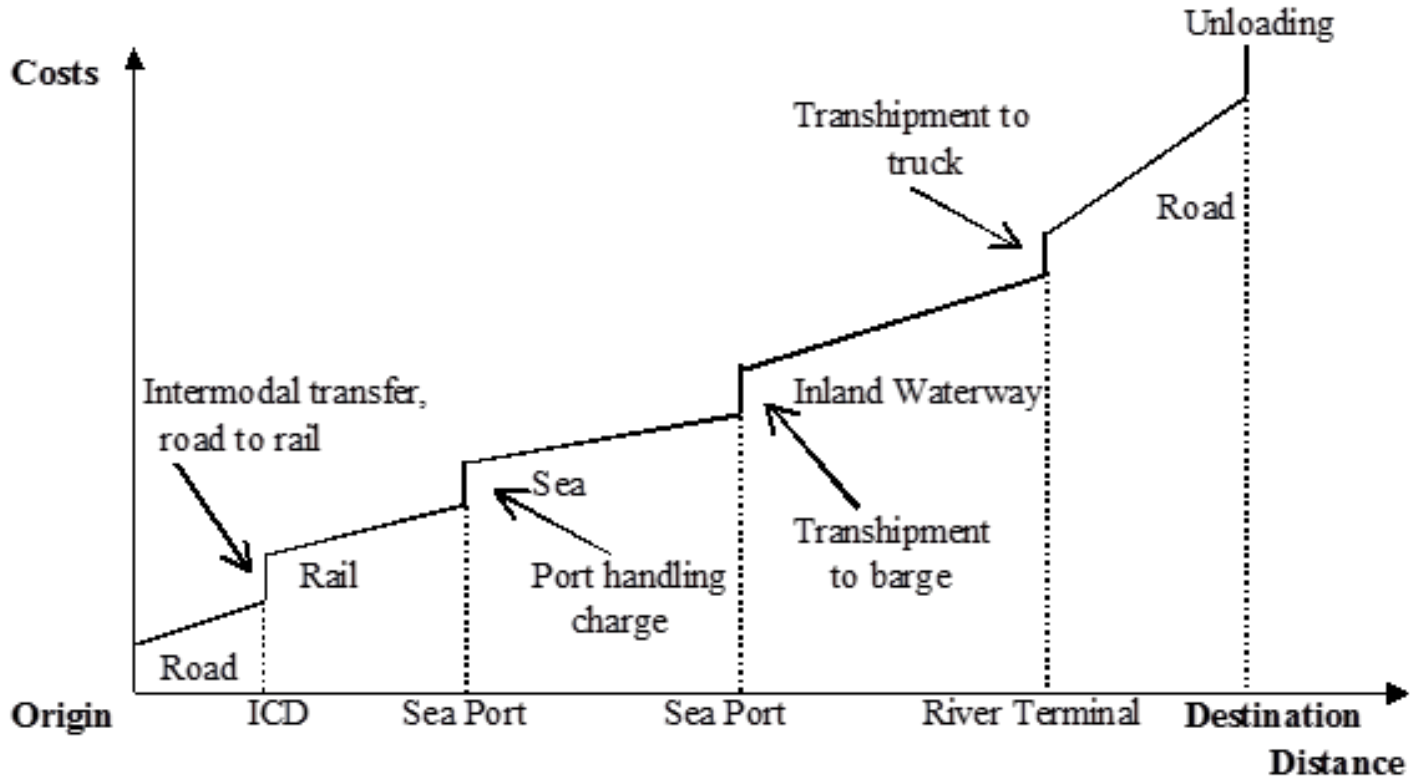 Unloading
Costs
Transhipment to
truck
Road
Intermodal transfer,
road to rail
Inland Waterway
Sea
Transhipment
to barge
Rail
Port handling
charge
Road
Origin
ICD
Sea Port
Sea Port
River Terminal
Destination
Distance